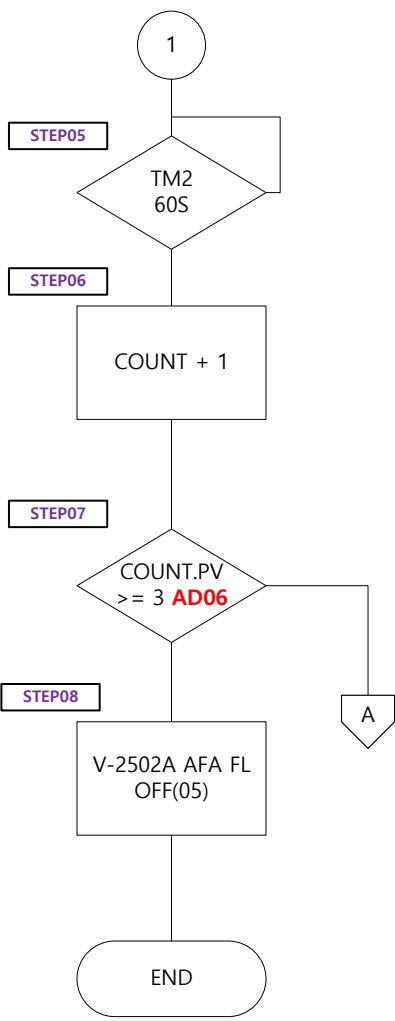 1
STEP05
TM2
60S
STEP06
COUNT + 1
STEP07
COUNT.PV
>= 3 AD06
STEP08
A
V-2502A AFA FL
OFF(05)
END